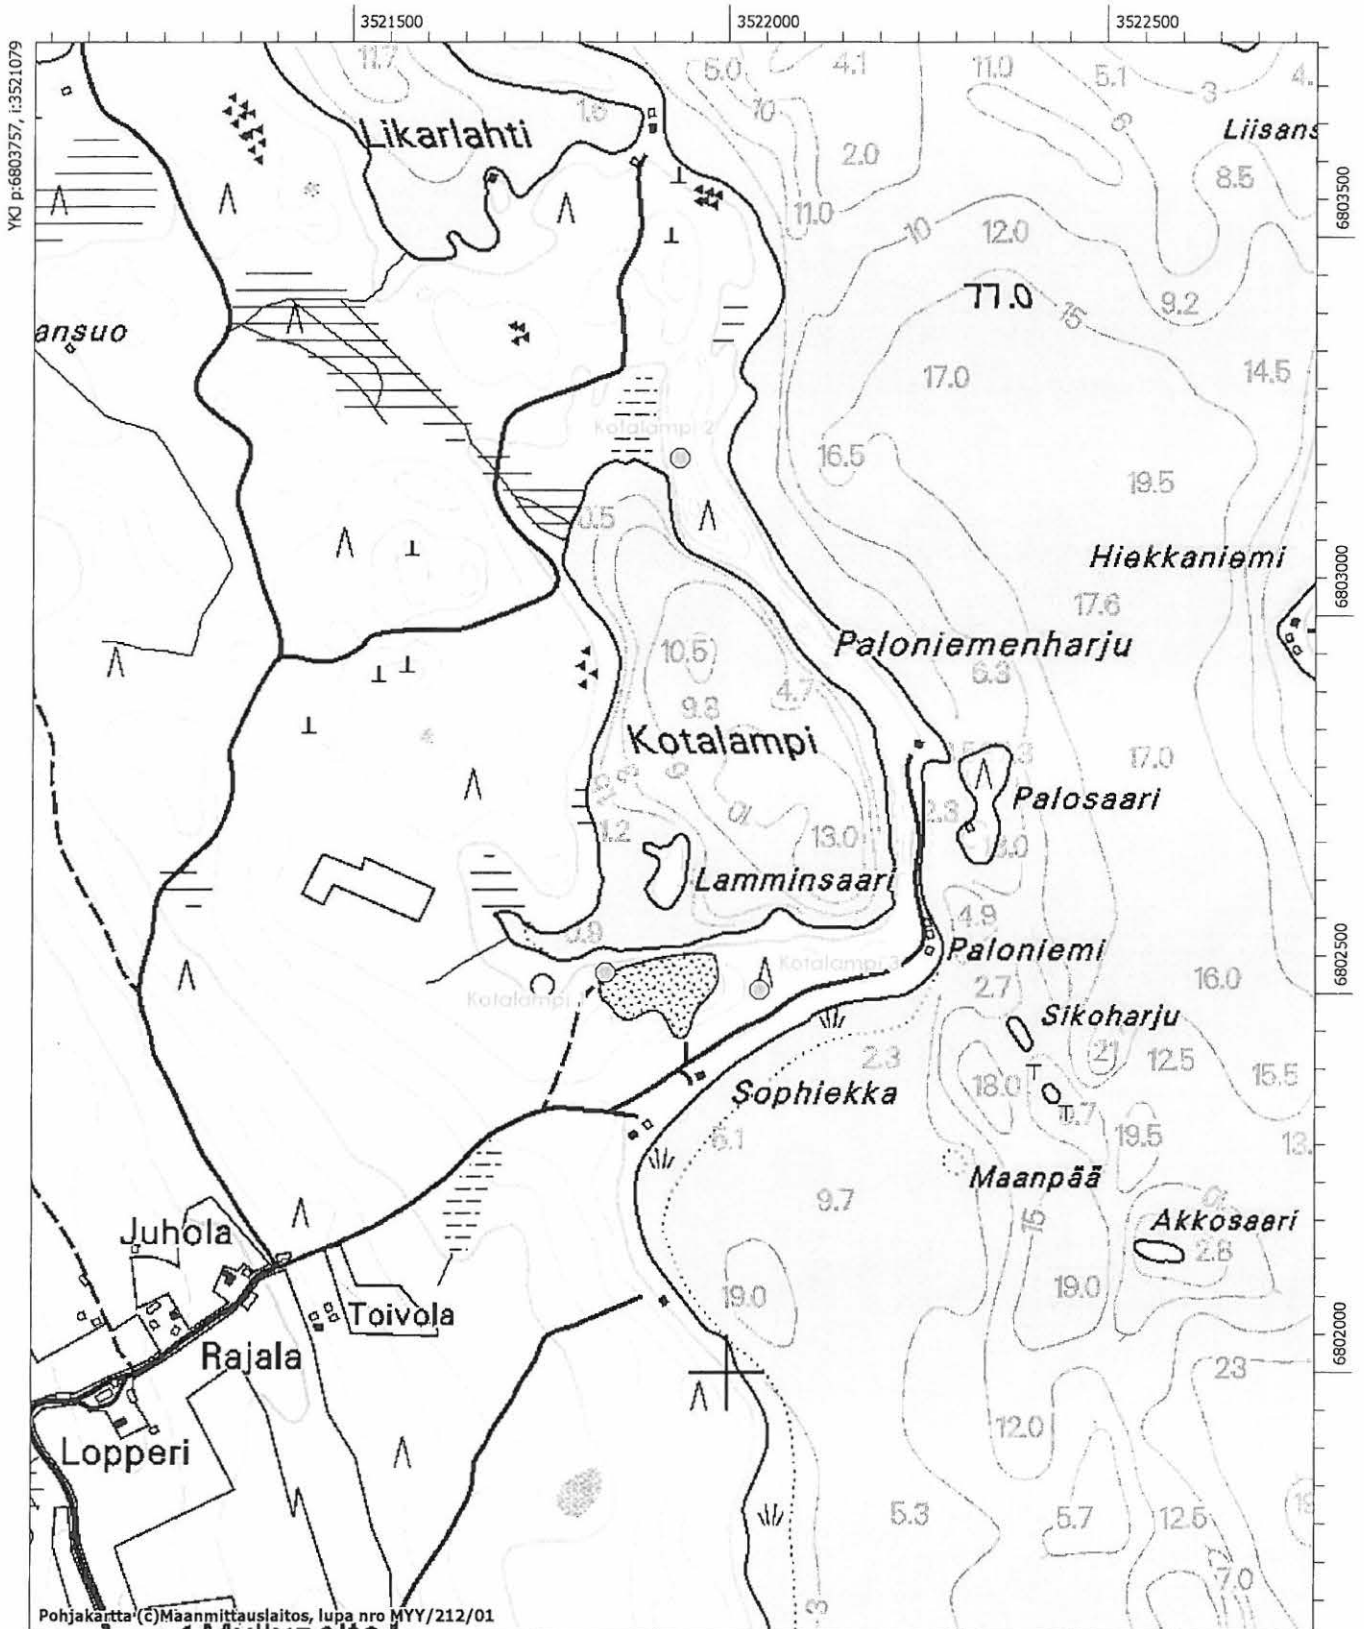 3521500
3522000
3522500
YKJ p:6803757, i:3521079
11.7
6.0
4.1
11.0
5.1
3
4.
1.6
10
6
Likarlahti
Liisans
2.0
8.5
6803500
11.0
10
12.0
77.0
9.2
15
ansuo
17.0
14.5
Kotalampi 2
16.5
19.5
0.5
Hiekkaniemi
17.6
6803000
10.5
Paloniemenharju
4.7
6.3
9.8
Kotalampi
17.0
Palosaari
2.3
1.2
13.0
Lamminsaari
4.9
Paloniemi
6802500
Kotalampi 3
16.0
Kotalampi
2.7
Sikoharju
2.3
21
12.5
18.0
15.5
Sophiekka
19.5
13.
6.1
Maanpää
9.7
15
Akkosaari
Juhola
2.8
19.0
19.0
Toivola
Rajala
6802000
23
12.0
Lopperi
5.3
5.7
12.5
7.0
3
Pohjakartta (c)Maanmittauslaitos, lupa nro MYY/212/01